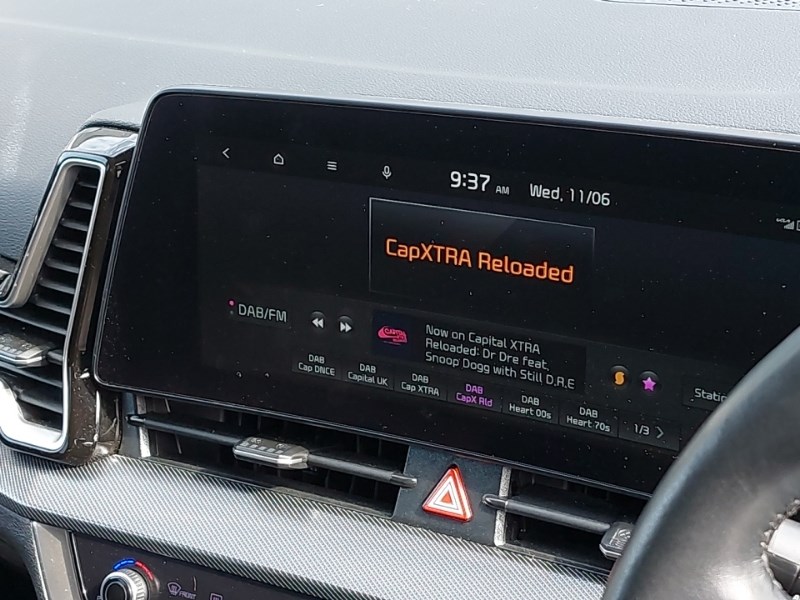 9:37 AM Wed, 11/06
CapXTRA Reloaded
DAB/FM
Now on Capital XTRA
Reloaded: Dr Dre feat.
Snoop Dogg with Still D.R.E
DAB
Cap DNCE
DAB
Capital UK
DAB
Cap XTRA
DAB
CapX Rld
DAB
Heart 00s
DAB
Heart 70s
1/3
FRONT